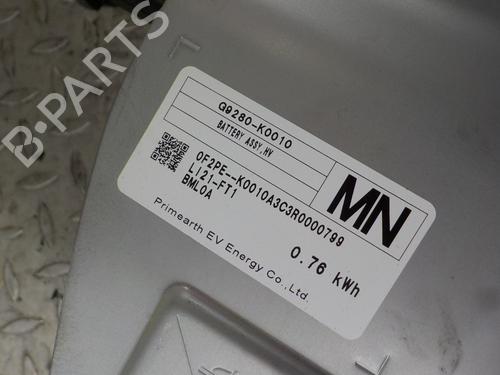 G9280-K0010
BATTERY ASSY,HV
0F2PE--K0010A3C3R0000799
LI21-FT1
BML0A
MN
0.76 kWh
Primearth EV Energy Co.,Ltd.
B-PARTS